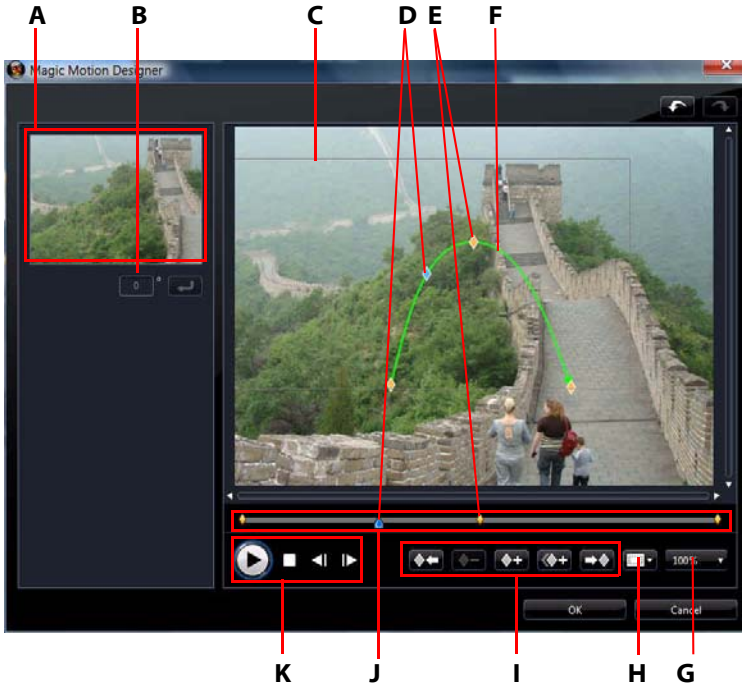 A B C D E F
Magic Motion Designer
0 °
100%
OK Cancel
K J I H G